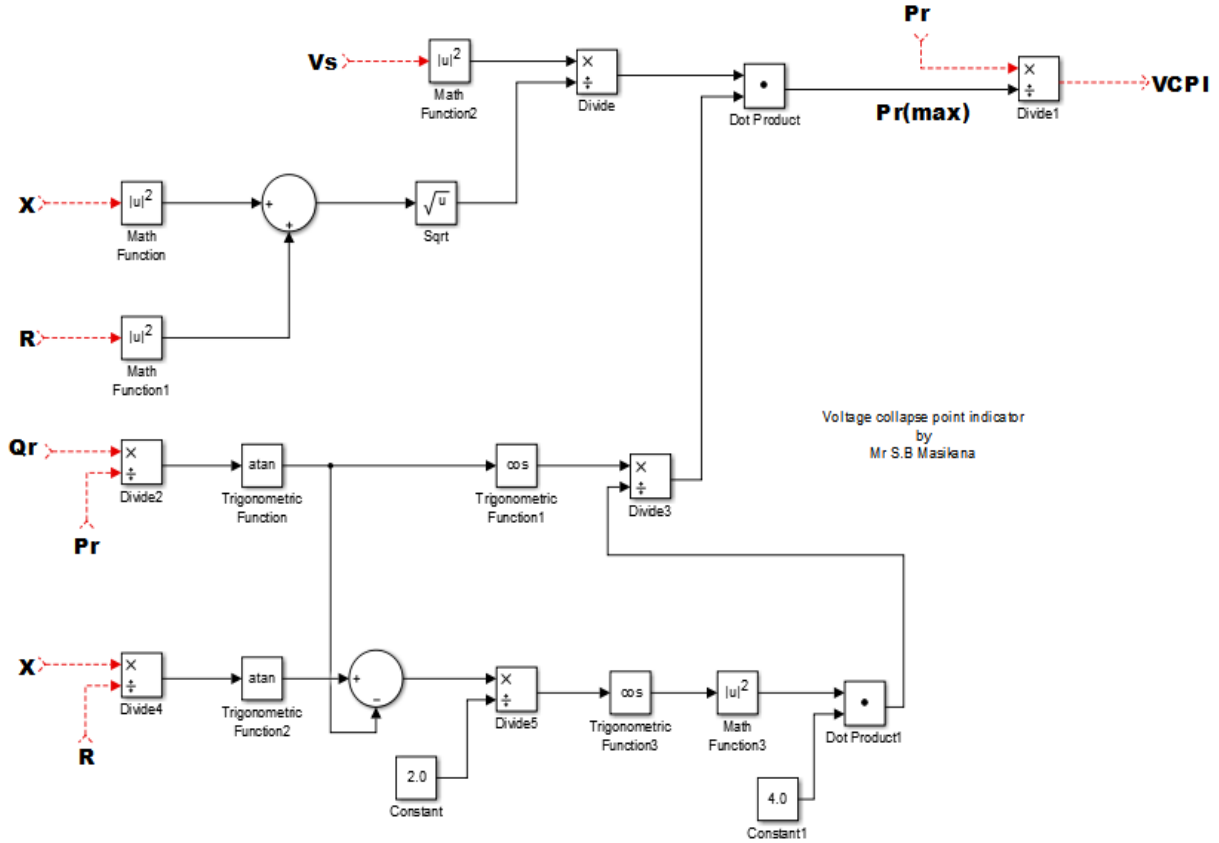 Pr
Vs
|u|²
Math
Function2
×
÷
Divide
Dot Product
Pr(max)
×
÷
Divide1
VCPI
X
|u|²
Math
Function
+
+
√u
Sqrt
R
|u|²
Math
Function1
Voltage collapse point indicator
by
Mr S.B Masikana
Qr
×
÷
Divide2
Pr
atan
Trigonometric
Function
cos
Trigonometric
Function1
×
÷
Divide3
X
×
÷
Divide4
R
atan
Trigonometric
Function2
+
−
×
÷
Divide5
2.0
Constant
cos
Trigonometric
Function3
|u|²
Math
Function3
Dot Product1
4.0
Constant1